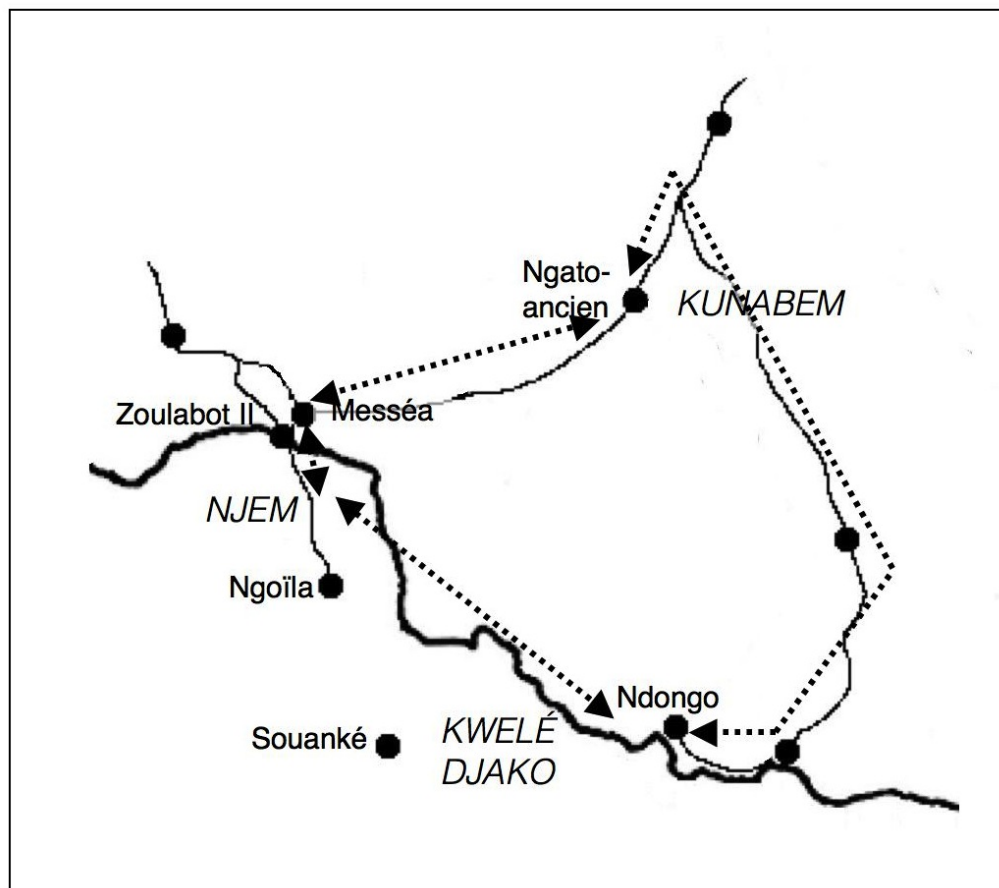 Ngato-
ancien
KUNABEM
Zoulabot II
Messéa
NJEM
Ngoïla
Ndongo
Souanké
KWELÉ
DJAKO